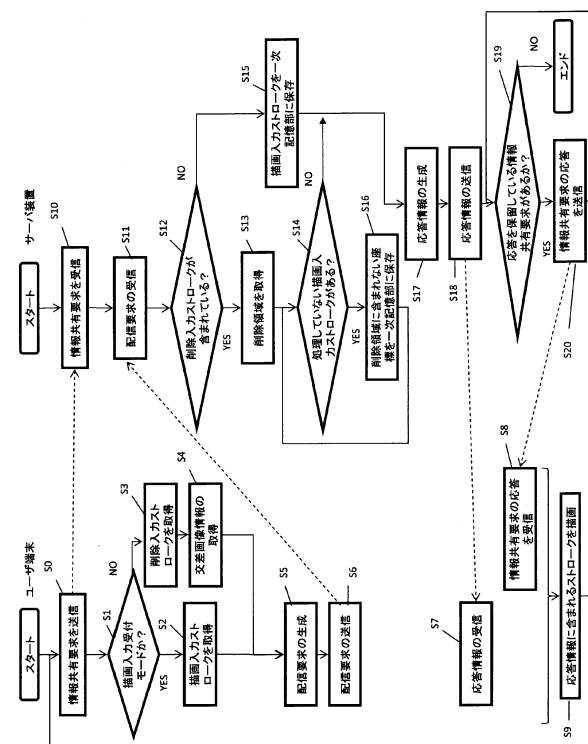 ユーザ端末
スタート
S0
情報共有要求を送信
S1
描画入力受付
モードか?
NO
YES
S2
描画入力スト
ロークを取得
S3
削除入力スト
ロークを取得
S4
交差画像情報の
取得
S5
配信要求の生成
S6
配信要求の送信
S7
応答情報の受信
S8
情報共有要求の応答
を受信
S9
応答情報に含まれるストロークを描画
サーバ装置
スタート
S10
情報共有要求を受信
S11
配信要求の受信
S12
削除入力ストロークが
含まれている?
NO
YES
S13
削除領域を取得
S14
処理していない描画入
力ストロークがある?
NO
YES
S15
描画入力ストロークを一次
記憶部に保存
S16
削除領域に含まれない座
標を一次記憶部に保存
S17
応答情報の生成
S18
応答情報の送信
S19
応答を保留している情報
共有要求があるか?
NO
YES
エンド
S20
情報共有要求の応答
を送信